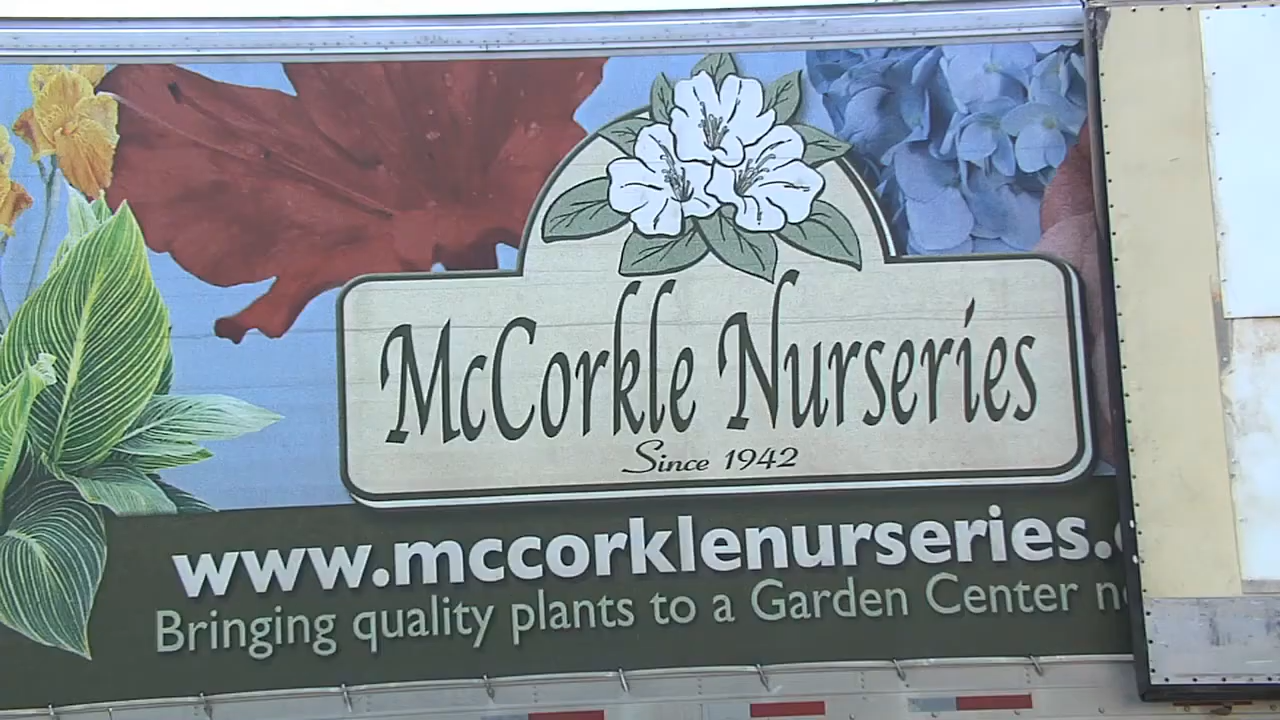 McCorkle Nurseries
Since 1942
www.mccorklenurseries.
Bringing quality plants to a Garden Center